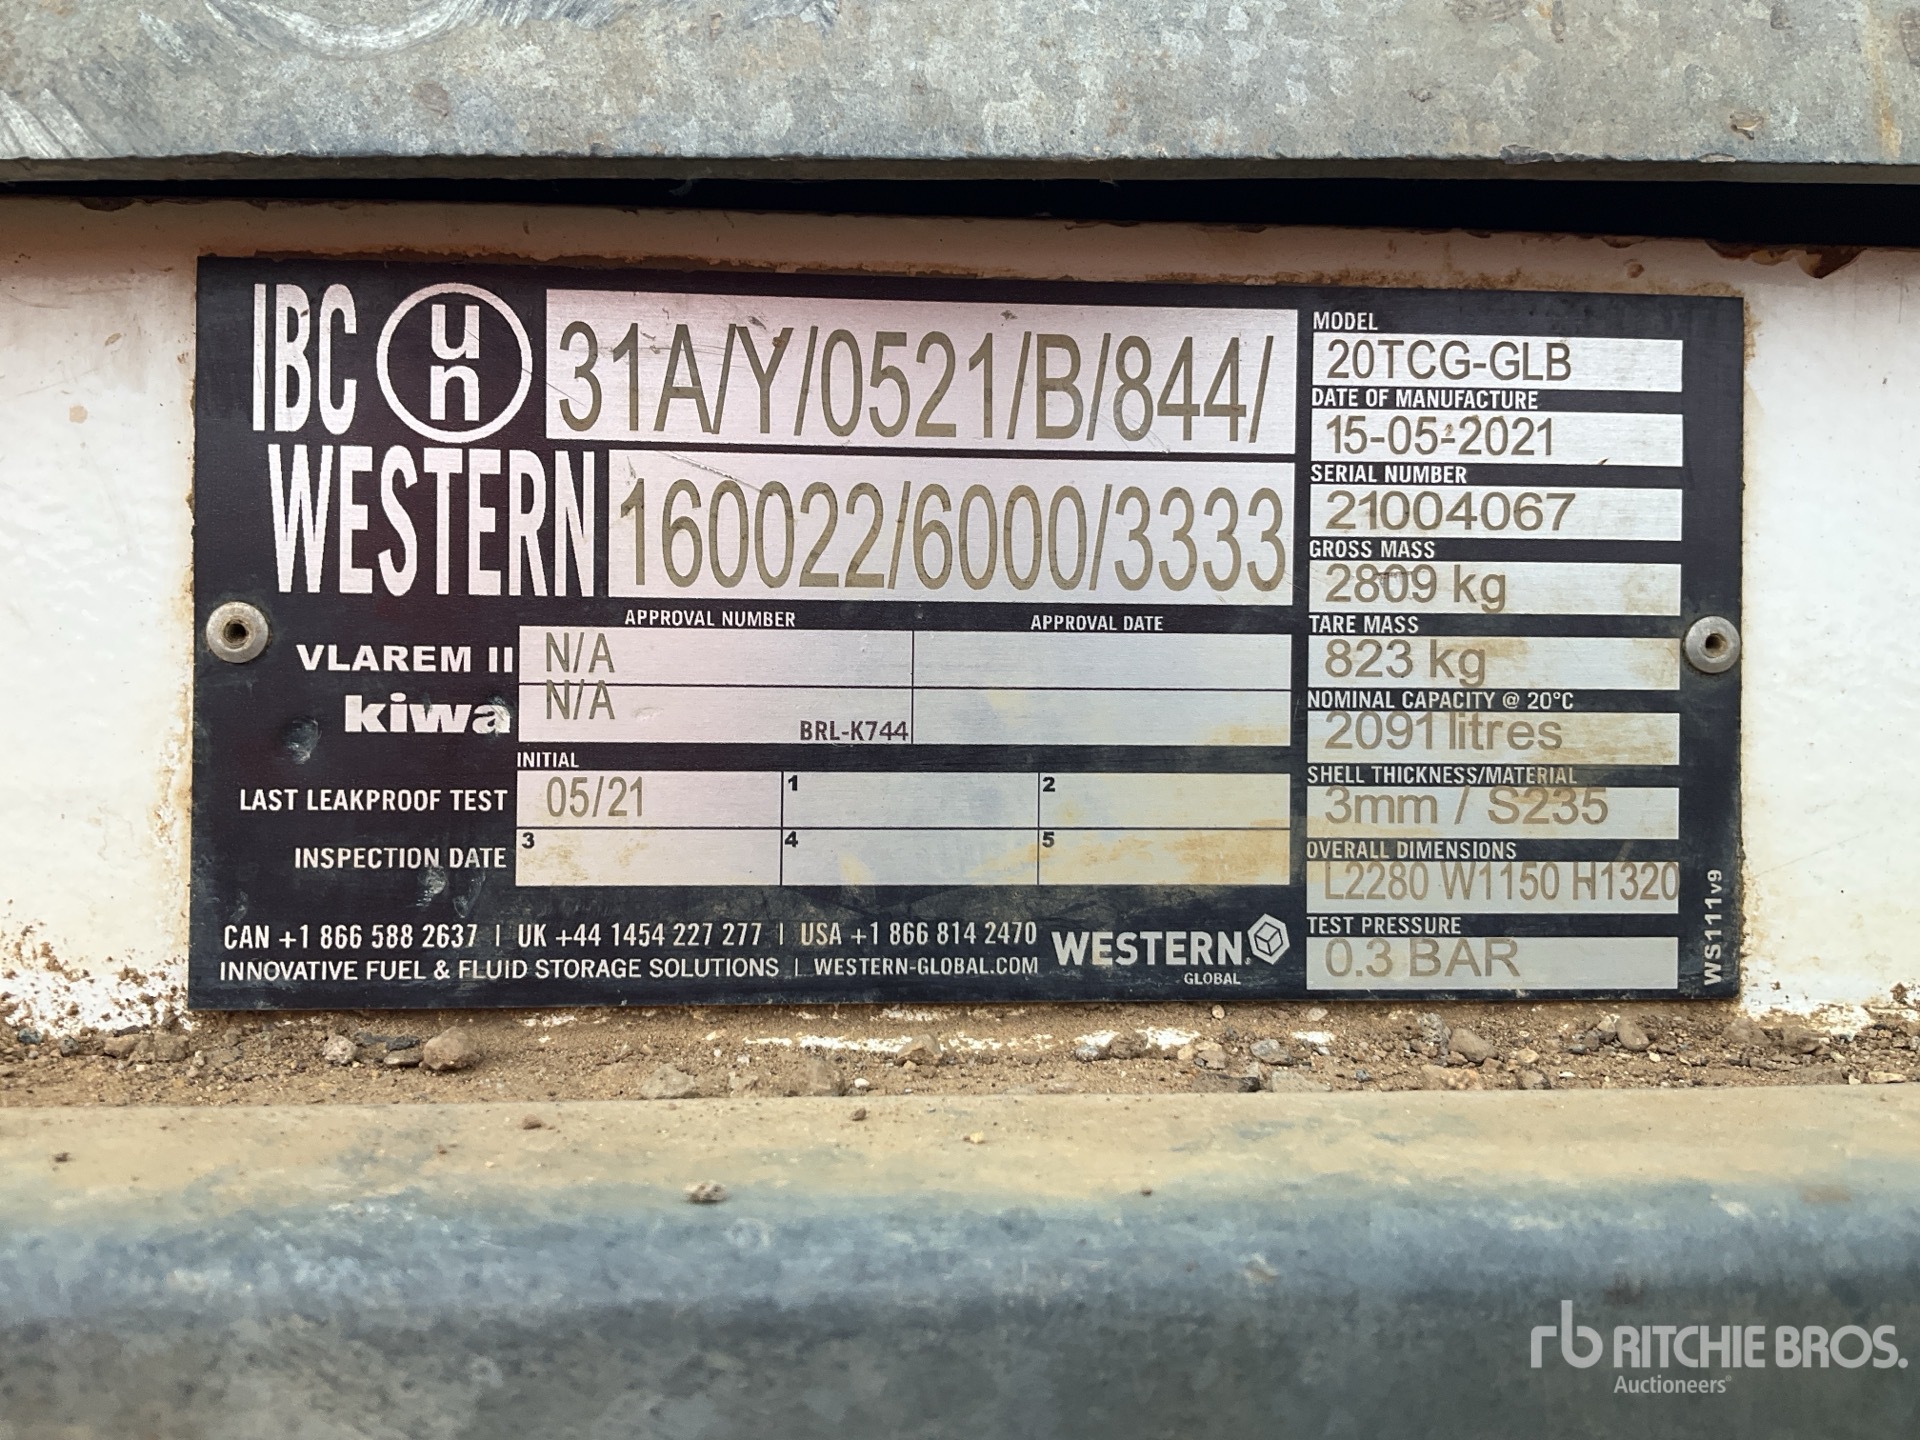 IBC un 31A/Y/0521/B/844/
WESTERN 160022/6000/3333
APPROVAL NUMBER APPROVAL DATE
VLAREM II N/A
kiwa N/A BRL-K744
INITIAL
LAST LEAKPROOF TEST 05/21 1 2
INSPECTION DATE 3 4 5
CAN +1 866 588 2637 | UK +44 1454 227 277 | USA +1 866 814 2470
INNOVATIVE FUEL & FLUID STORAGE SOLUTIONS | WESTERN-GLOBAL.COM
WESTERN
GLOBAL
MODEL
20TCG-GLB
DATE OF MANUFACTURE
15-05-2021
SERIAL NUMBER
21004067
GROSS MASS
2809 kg
TARE MASS
823 kg
NOMINAL CAPACITY @ 20°C
2091 litres
SHELL THICKNESS/MATERIAL
3mm / S235
OVERALL DIMENSIONS
L2280 W1150 H1320
TEST PRESSURE
0.3 BAR
WS111v9
rb RITCHIE BROS.
Auctioneers